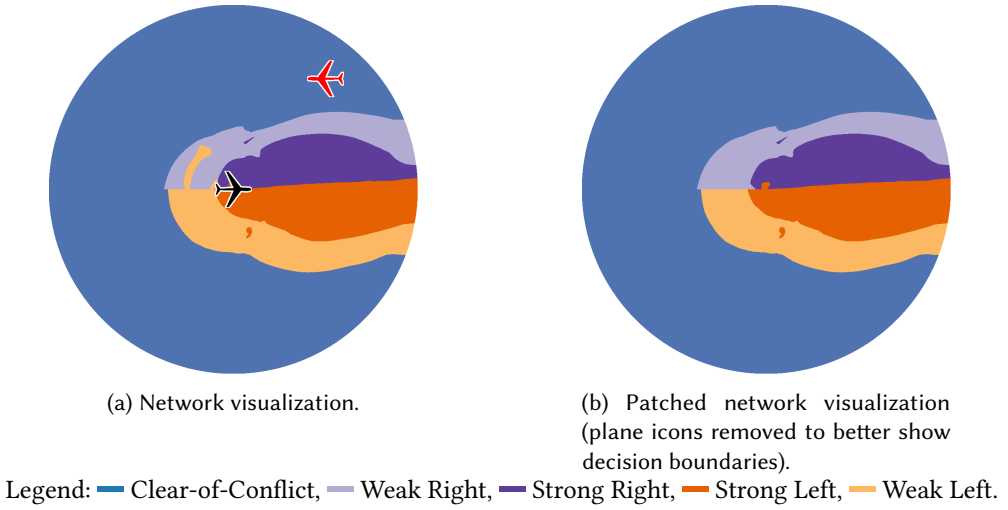 (a) Network visualization.
(b) Patched network visualization
(plane icons removed to better show
decision boundaries).
Legend: Clear-of-Conflict, Weak Right, Strong Right, Strong Left, Weak Left.